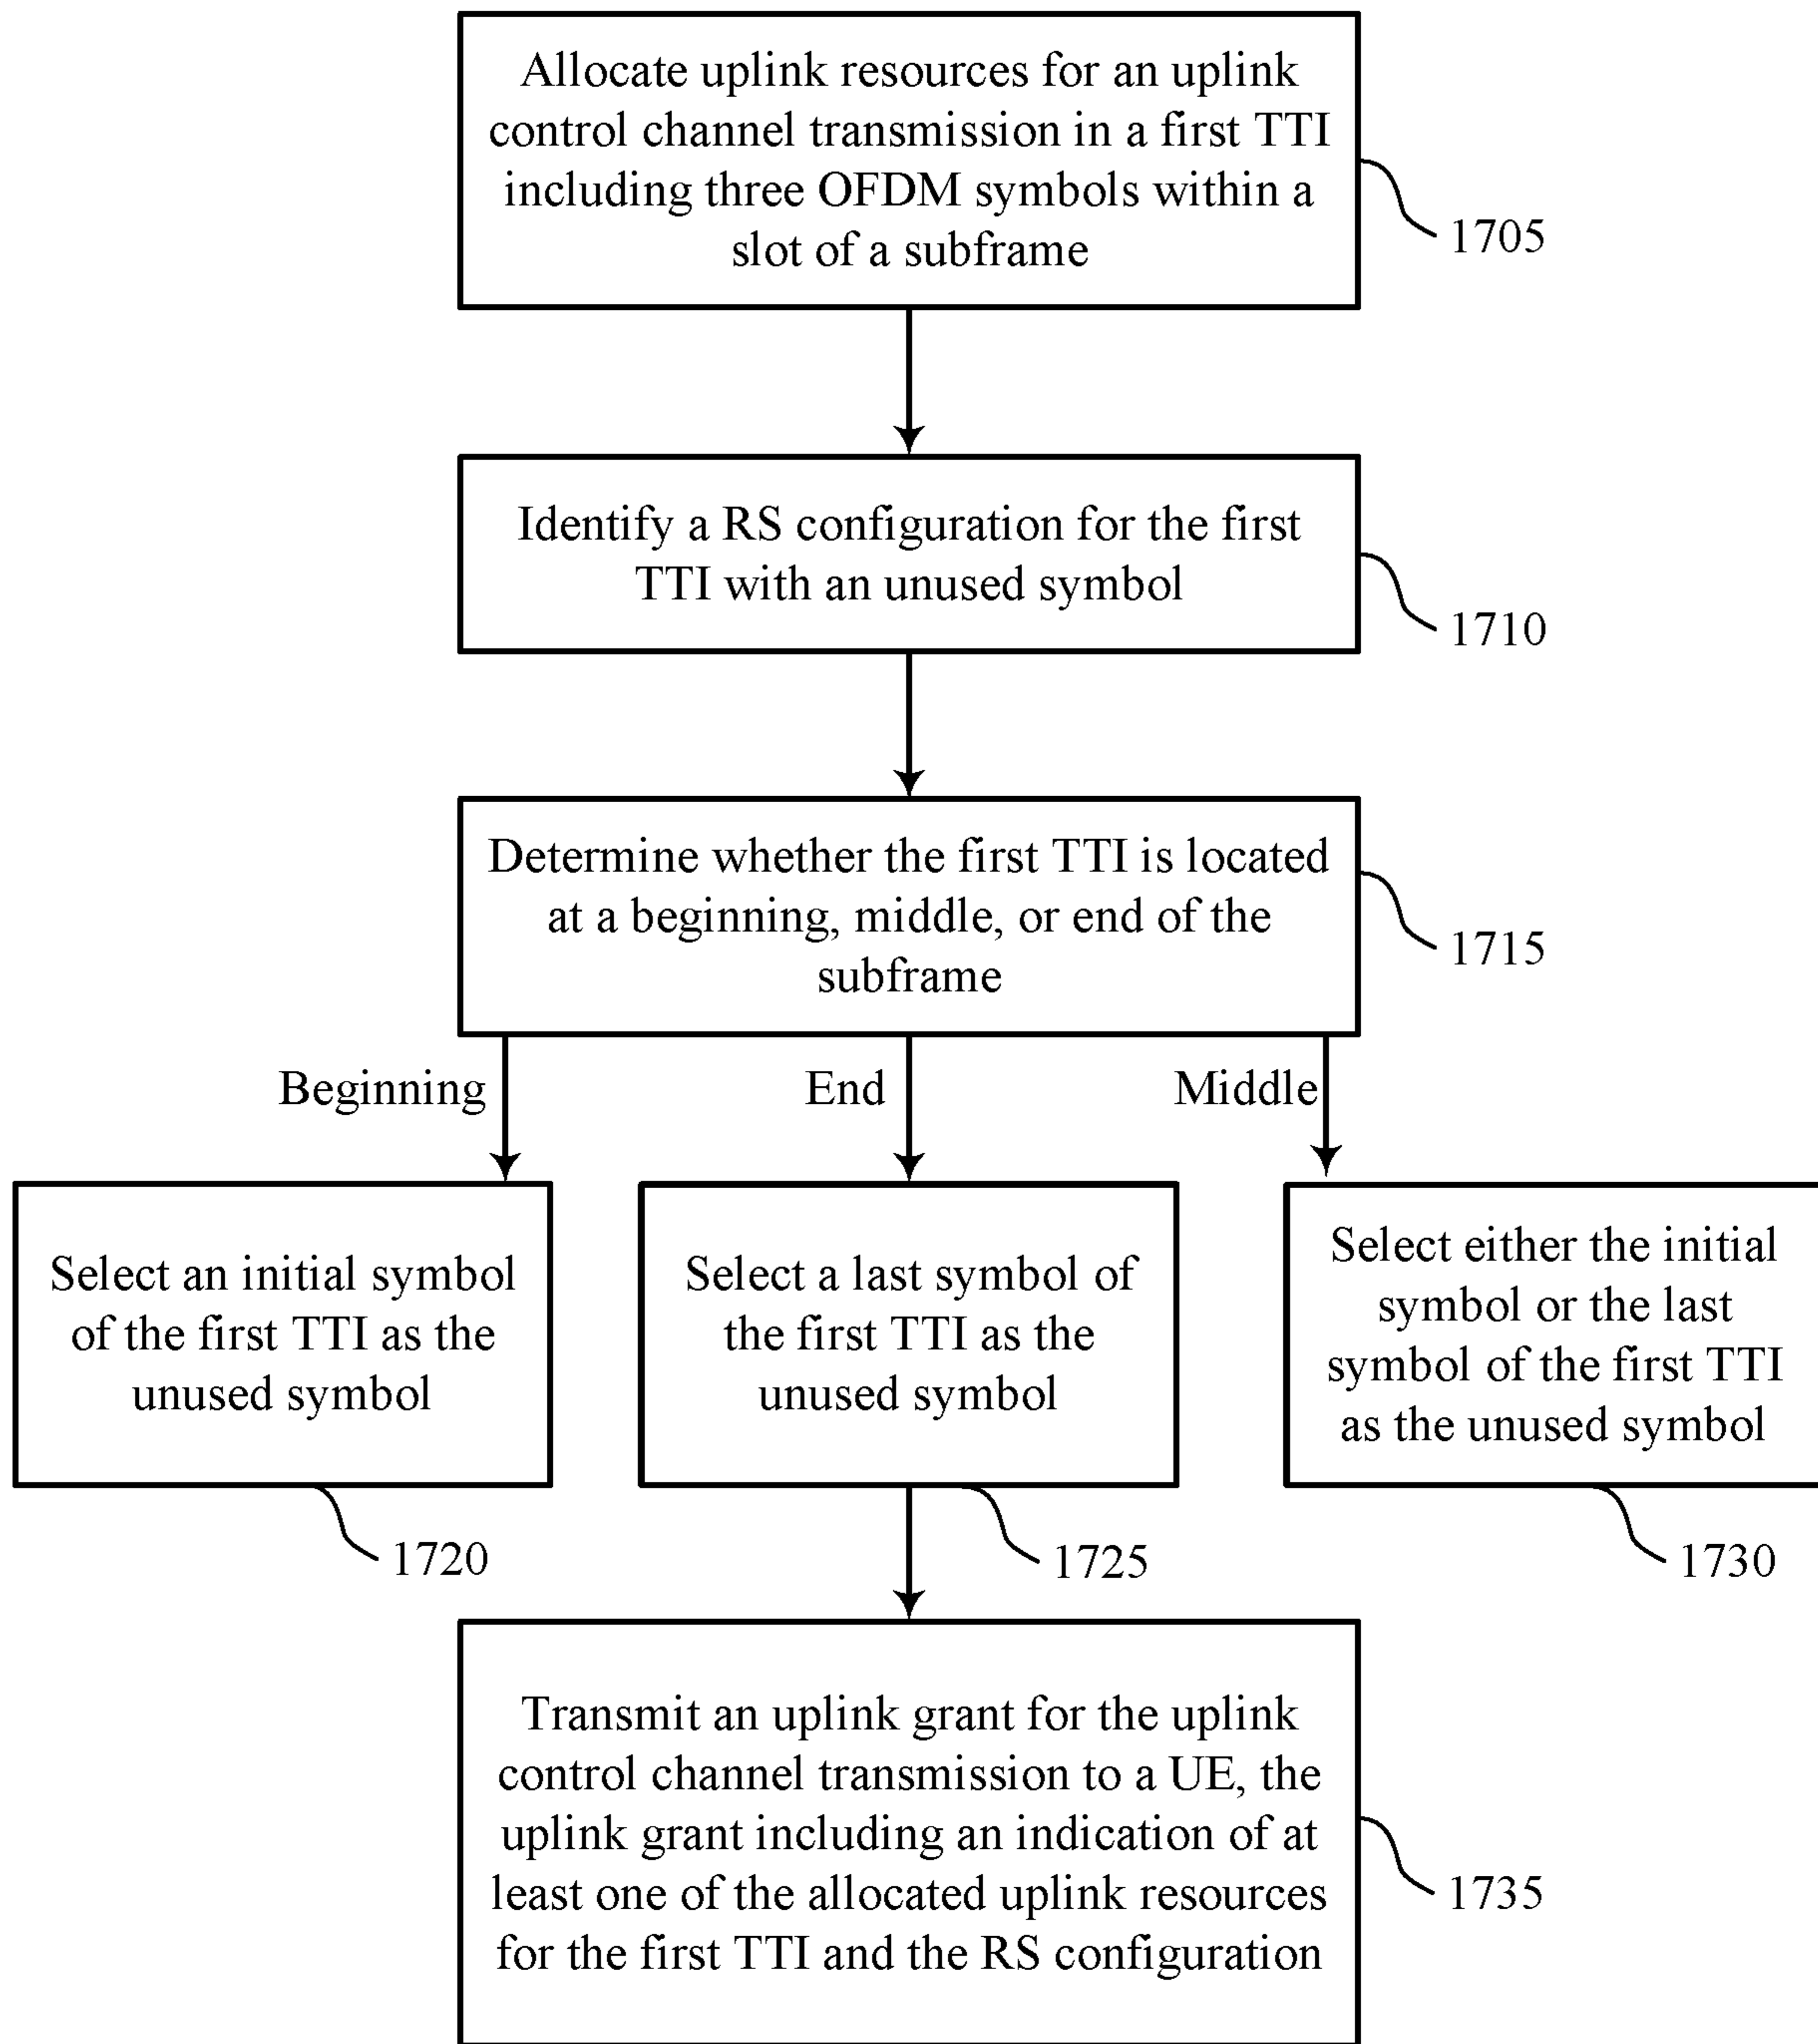 Allocate uplink resources for an uplink
control channel transmission in a first TTI
including three OFDM symbols within a
slot of a subframe
1705
Identify a RS configuration for the first
TTI with an unused symbol
1710
Determine whether the first TTI is located
at a beginning, middle, or end of the
subframe
1715
Beginning
End
Middle
Select an initial symbol
of the first TTI as the
unused symbol
1720
Select a last symbol of
the first TTI as the
unused symbol
1725
Select either the initial
symbol or the last
symbol of the first TTI
as the unused symbol
1730
Transmit an uplink grant for the uplink
control channel transmission to a UE, the
uplink grant including an indication of at
least one of the allocated uplink resources
for the first TTI and the RS configuration
1735